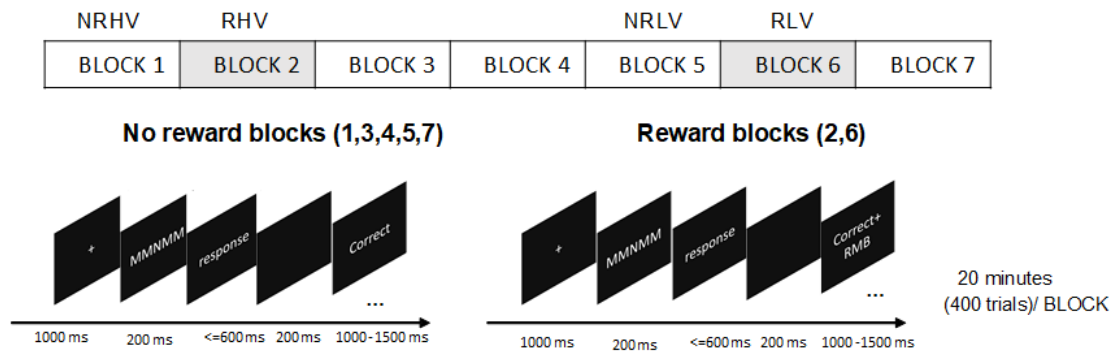 NRHV RHV NRLV RLV
BLOCK 1 BLOCK 2 BLOCK 3 BLOCK 4 BLOCK 5 BLOCK 6 BLOCK 7
No reward blocks (1,3,4,5,7)
+
MMNMM
response
Correct
...
1000 ms 200 ms <=600 ms 200 ms 1000-1500 ms
Reward blocks (2,6)
+
MMNMM
response
Correct+
RMB
...
1000 ms 200 ms <=600 ms 200 ms 1000-1500 ms
20 minutes
(400 trials)/ BLOCK